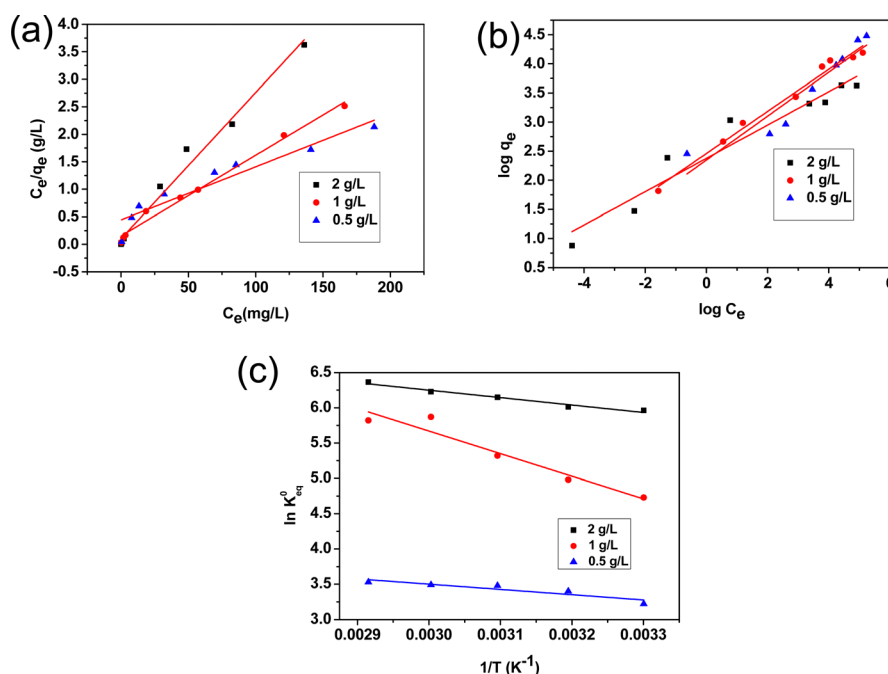 (a)
4.0
3.5
3.0
2.5
2.0
1.5
1.0
0.5
0.0
-0.5
Ce/qe (g/L)
2 g/L
1 g/L
0.5 g/L
0 50 100 150 200
Ce(mg/L)
(b)
4.5
4.0
3.5
3.0
2.5
2.0
1.5
1.0
0.5
log qe
2 g/L
1 g/L
0.5 g/L
-4 -2 0 2 4 6
log Ce
(c)
6.5
6.0
5.5
5.0
4.5
4.0
3.5
3.0
ln K0eq
2 g/L
1 g/L
0.5 g/L
0.0029 0.0030 0.0031 0.0032 0.0033
1/T (K-1)